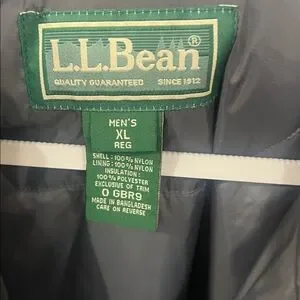 L.L.Bean®
QUALITY GUARANTEED SINCE 1912
MEN'S
XL
REG
SHELL: 100% NYLON
LINING: 100% NYLON
INSULATION:
100% POLYESTER
EXCLUSIVE OF TRIM
0 GBR9
MADE IN BANGLADESH
CARE ON REVERSE